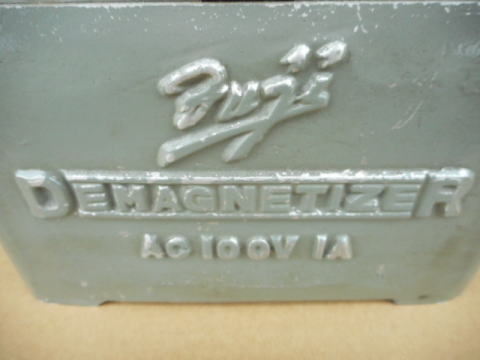 Fuji
DEMAGNETIZER
AC 100V 1A